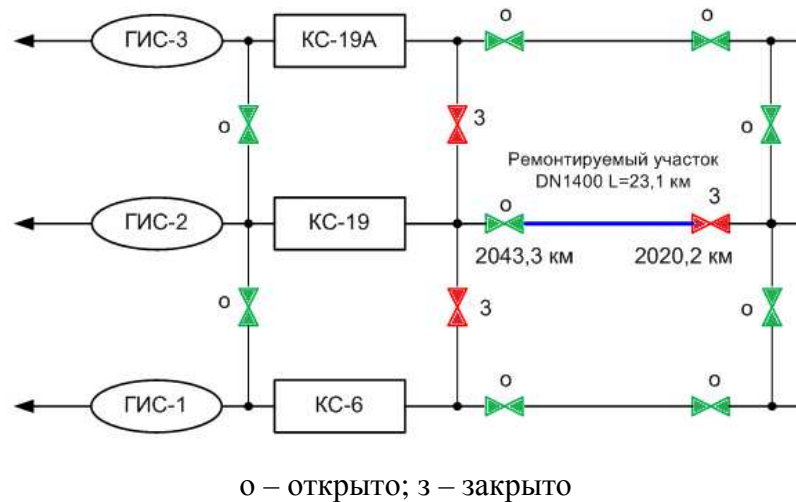 о о
ГИС-3 КС-19А
о З о
Ремонтируемый участок
DN1400 L=23,1 км
о З
ГИС-2 КС-19
2043,3 км 2020,2 км
о З о
о о
ГИС-1 КС-6
о – открыто; з – закрыто